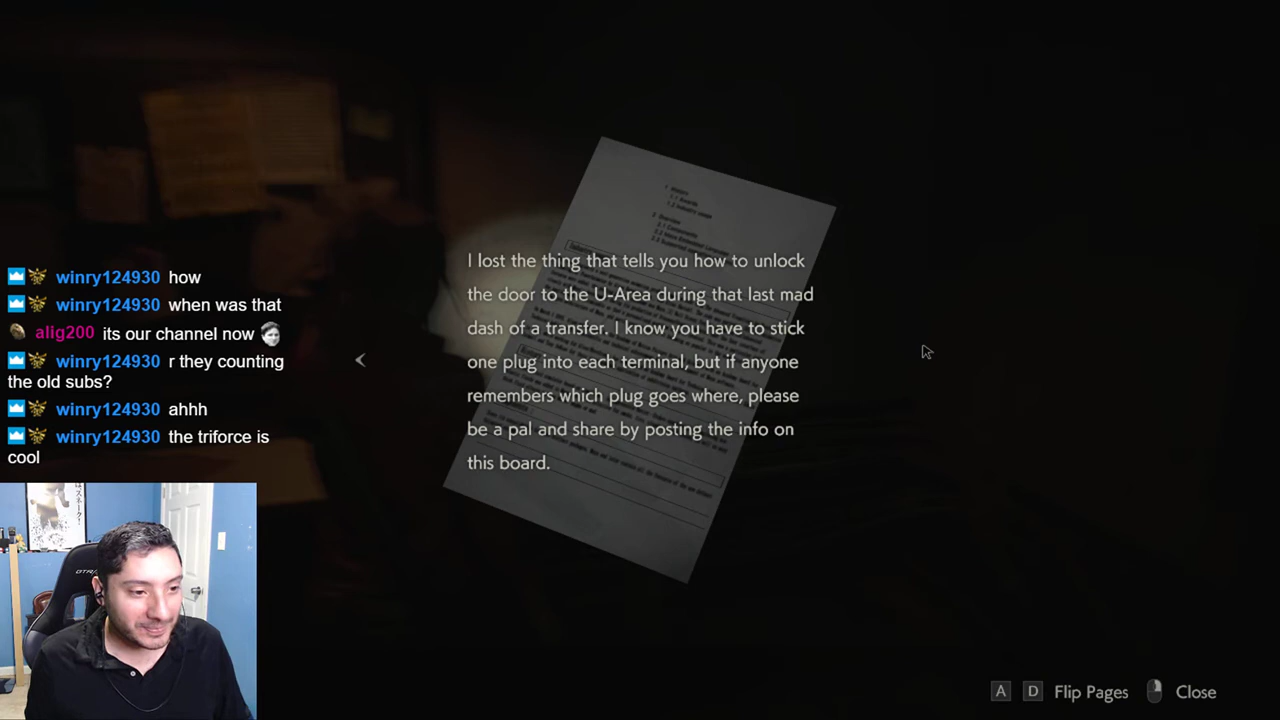 winry124930 how
winry124930 when was that
alig200 its our channel now
winry124930 r they counting
the old subs?
winry124930 ahhh
winry124930 the triforce is
cool
I lost the thing that tells you how to unlock
the door to the U-Area during that last mad
dash of a transfer. I know you have to stick
one plug into each terminal, but if anyone
remembers which plug goes where, please
be a pal and share by posting the info on
this board.
A D Flip Pages Close